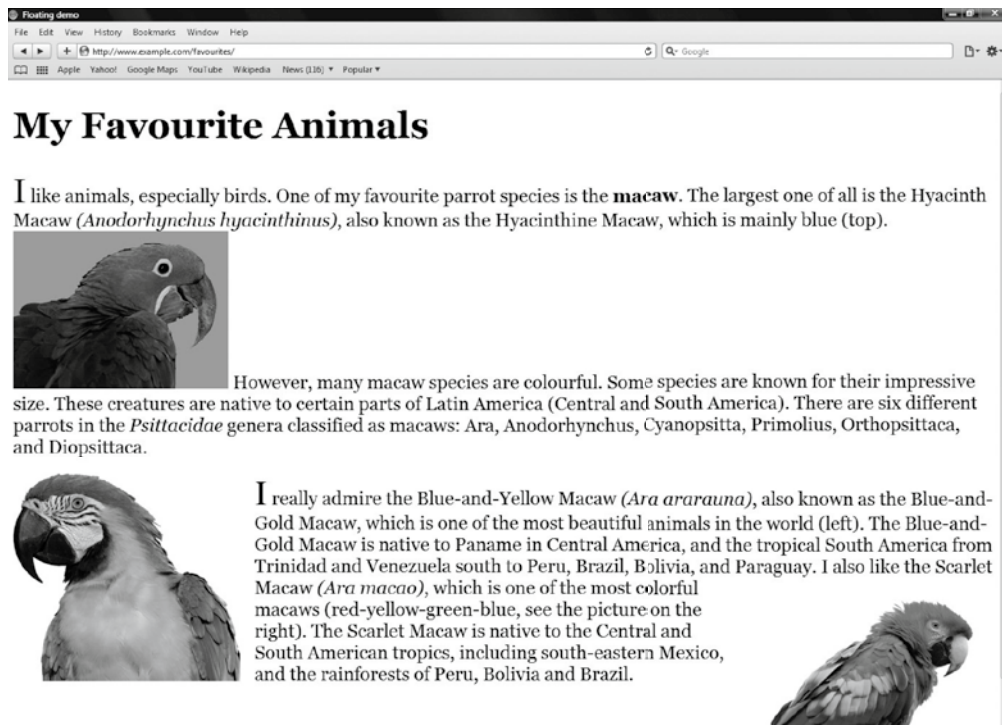 Floating demo
File Edit View History Bookmarks Window Help
http://www.example.com/favourites/ Google
Apple Yahoo! Google Maps YouTube Wikipedia News (116) Popular
My Favourite Animals
I like animals, especially birds. One of my favourite parrot species is the macaw. The largest one of all is the Hyacinth
Macaw (Anodorhynchus hyacinthinus), also known as the Hyacinthine Macaw, which is mainly blue (top).
However, many macaw species are colourful. Some species are known for their impressive
size. These creatures are native to certain parts of Latin America (Central and South America). There are six different
parrots in the Psittacidae genera classified as macaws: Ara, Anodorhynchus, Cyanopsitta, Primolius, Orthopsittaca,
and Diopsittaca.
I really admire the Blue-and-Yellow Macaw (Ara ararauna), also known as the Blue-and-
Gold Macaw, which is one of the most beautiful animals in the world (left). The Blue-and-
Gold Macaw is native to Paname in Central America, and the tropical South America from
Trinidad and Venezuela south to Peru, Brazil, Bolivia, and Paraguay. I also like the Scarlet
Macaw (Ara macao), which is one of the most colorful
macaws (red-yellow-green-blue, see the picture on the
right). The Scarlet Macaw is native to the Central and
South American tropics, including south-eastern Mexico,
and the rainforests of Peru, Bolivia and Brazil.